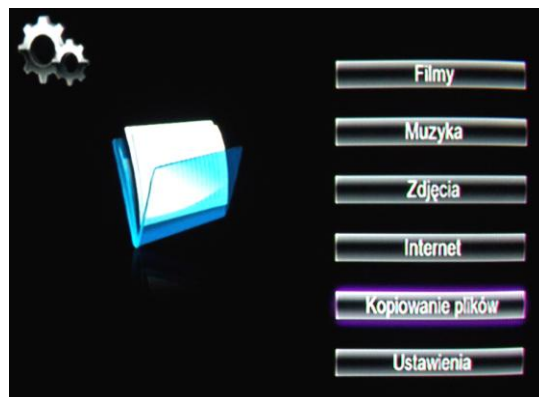 Filmy
Muzyka
Zdjęcia
Internet
Kopiowanie plików
Ustawienia